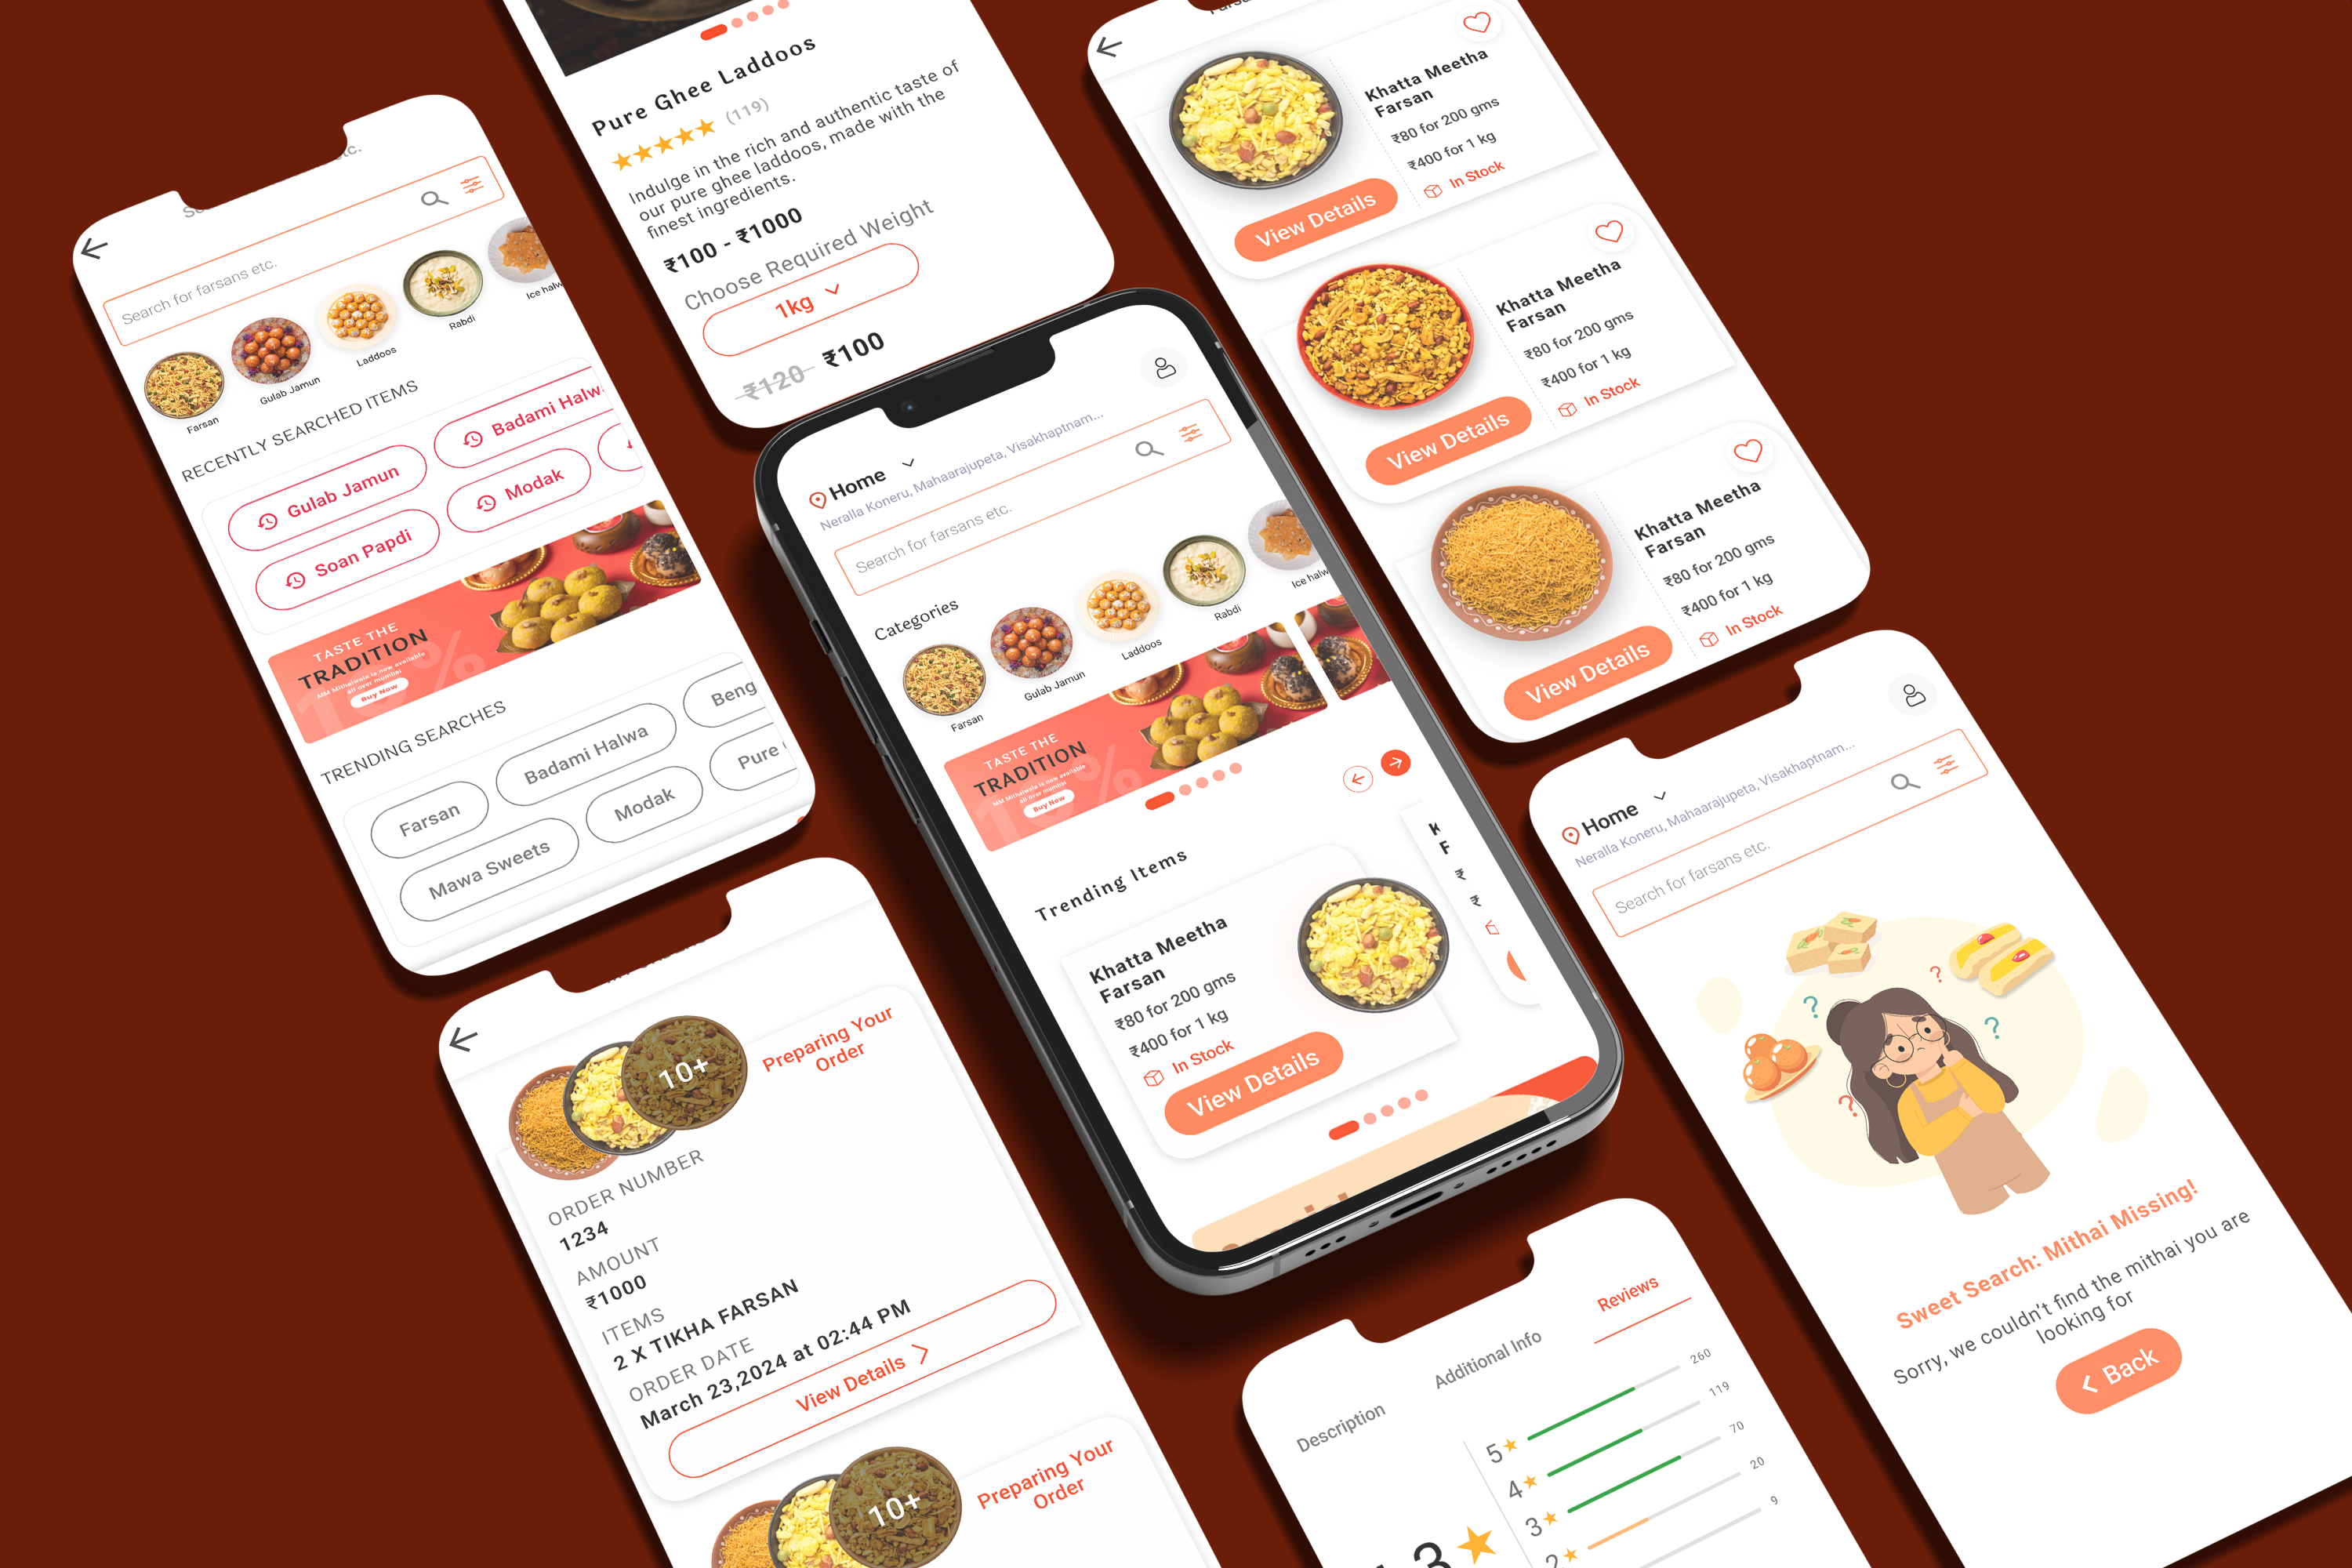 Search for farsans etc.
Farsan
Gulab Jamun
Laddoos
Rabdi
RECENTLY SEARCHED ITEMS
Gulab Jamun
Badami Halwa
Soan Papdi
Modak
TASTE THE
TRADITION
MM Mithaiwala is now available
all over mumbai
Buy Now
TRENDING SEARCHES
Farsan
Badami Halwa
Beng
Mawa Sweets
Modak
Pure
Pure Ghee Laddoos
(119)
Indulge in the rich and authentic taste of
our pure ghee laddoos, made with the
finest ingredients.
₹100 - ₹1000
Choose Required Weight
1kg
₹120 ₹100
Khatta Meetha
Farsan
₹80 for 200 gms
₹400 for 1 kg
In Stock
View Details
Khatta Meetha
Farsan
₹80 for 200 gms
₹400 for 1 kg
In Stock
View Details
Khatta Meetha
Farsan
₹80 for 200 gms
₹400 for 1 kg
In Stock
View Details
Home
Neralla Koneru, Mahaarajupeta, Visakhaptnam...
Search for farsans etc.
Categories
Farsan
Gulab Jamun
Laddoos
Rabdi
TASTE THE
TRADITION
MM Mithaiwala is now available
all over mumbai
Buy Now
Trending Items
Khatta Meetha
Farsan
₹80 for 200 gms
₹400 for 1 kg
In Stock
View Details
10+
Preparing Your
Order
ORDER NUMBER
1234
AMOUNT
₹1000
ITEMS
2 X TIKHA FARSAN
ORDER DATE
March 23,2024 at 02:44 PM
View Details
10+
Preparing Your
Order
Home
Neralla Koneru, Mahaarajupeta, Visakhaptnam...
Search for farsans etc.
Sweet Search: Mithai Missing!
Sorry, we couldn't find the mithai you are
looking for
Back
Description
Additional Info
Reviews
5 260
4 119
3 70
2 20
9